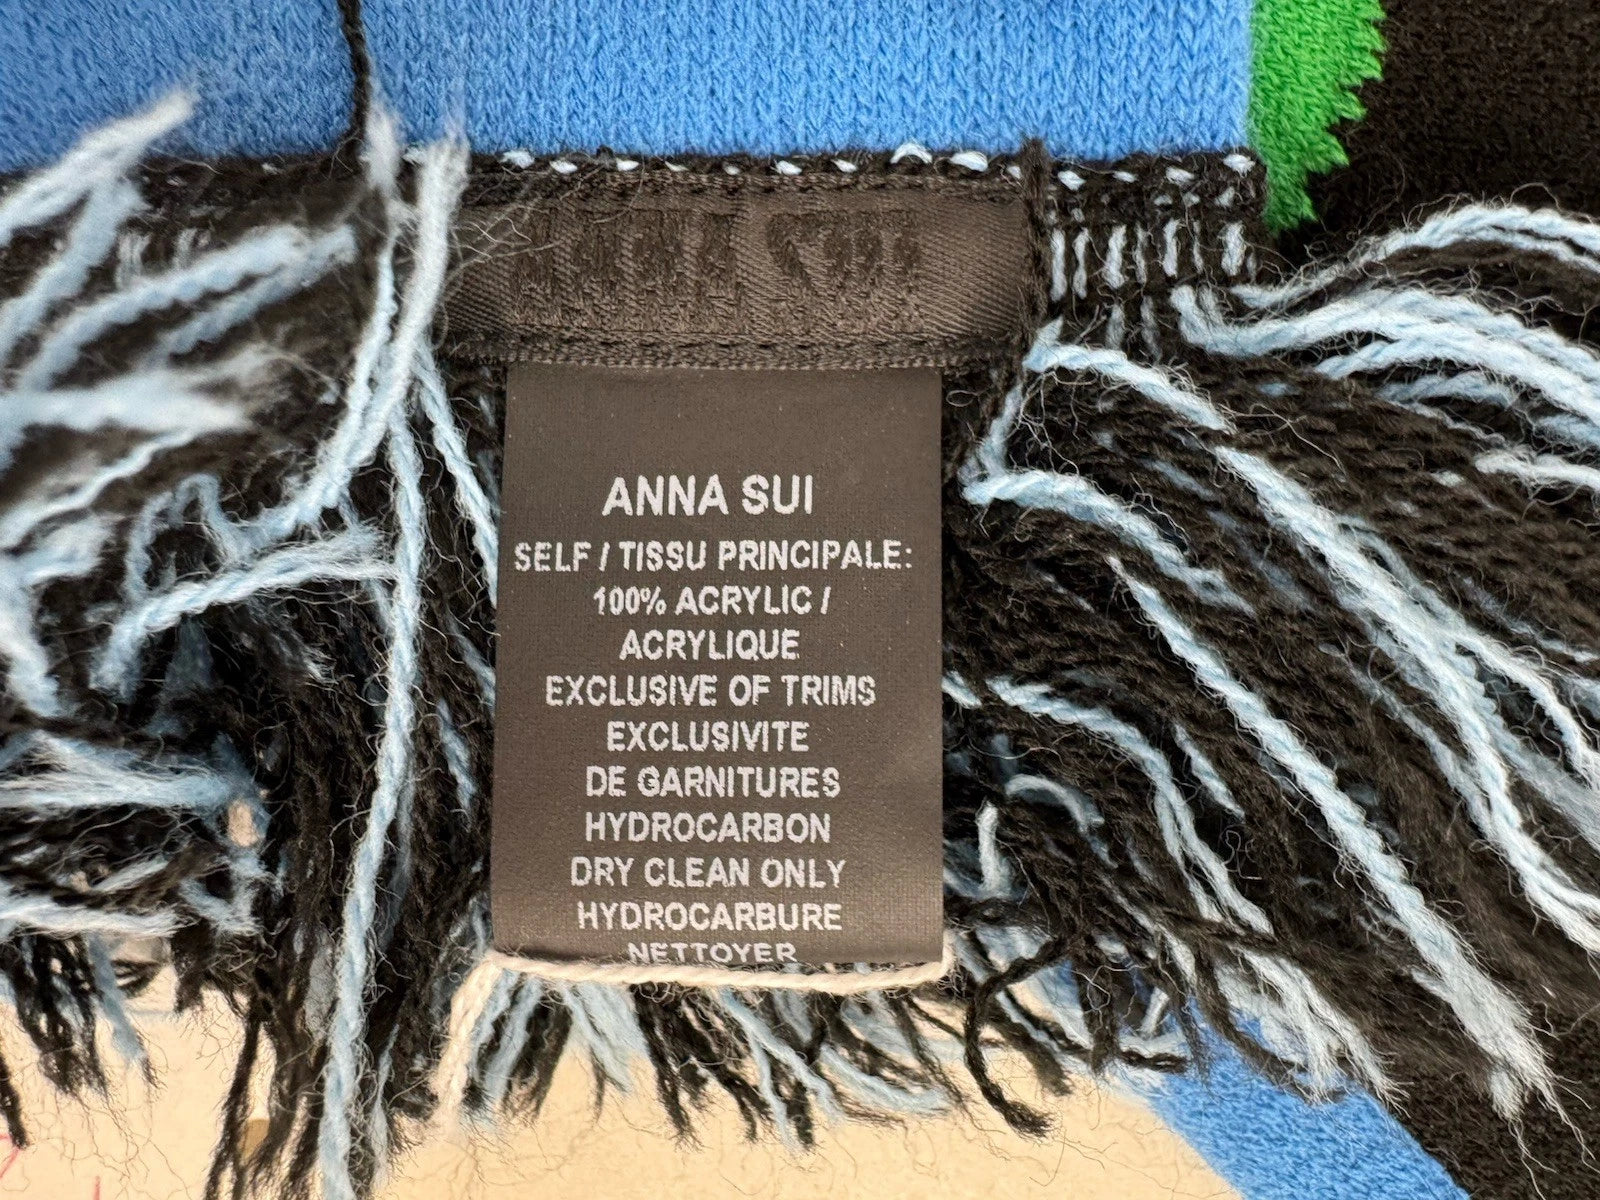 ANNA SUI
SELF / TISSU PRINCIPALE:
100% ACRYLIC /
ACRYLIQUE
EXCLUSIVE OF TRIMS
EXCLUSIVITE
DE GARNITURES
HYDROCARBON
DRY CLEAN ONLY
HYDROCARBURE
NETTOYER